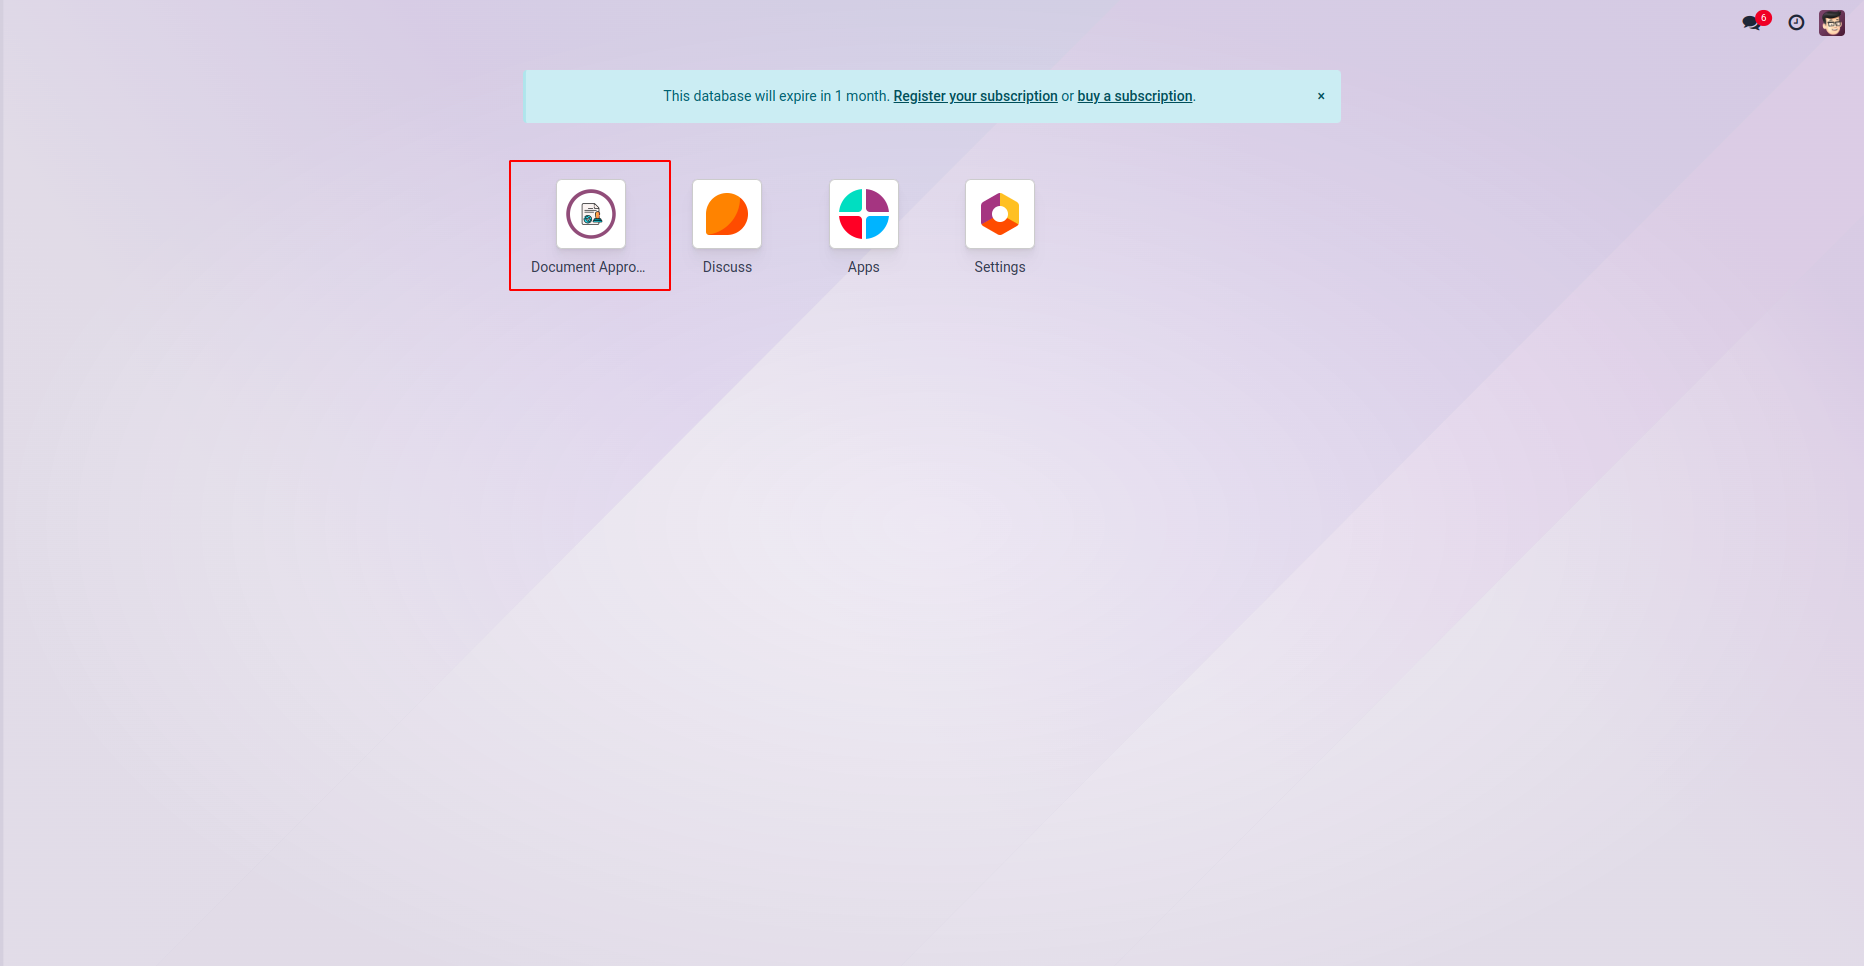 6
This database will expire in 1 month. Register your subscription or buy a subscription.
×
Document Appro...
Discuss
Apps
Settings